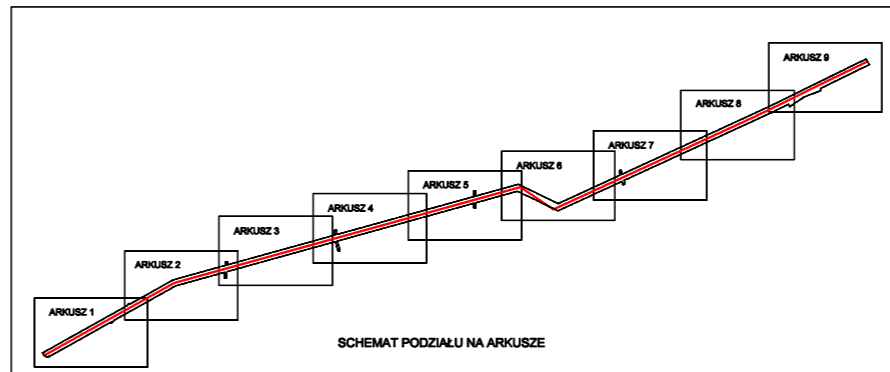 ARKUSZ 1
ARKUSZ 2
ARKUSZ 3
ARKUSZ 4
ARKUSZ 5
ARKUSZ 6
ARKUSZ 7
ARKUSZ 8
ARKUSZ 9
SCHEMAT PODZIAŁU NA ARKUSZE